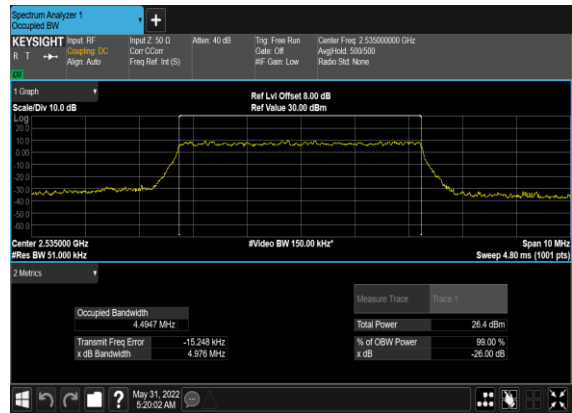 Spectrum Analyzer 1
Occupied BW
+
KEYSIGHT
R T
Input: RF
Coupling: DC
Align: Auto
Input Z: 50 Ω
Corr CCorr
Freq Ref: Int (S)
Atten: 40 dB
Trig: Free Run
Gate: Off
#IF Gain: Low
Center Freq: 2.535000000 GHz
Avg|Hold: 500/500
Radio Std: None
1 Graph
Scale/Div 10.0 dB
Ref Lvl Offset 8.00 dB
Ref Value 30.00 dBm
Log
20.0
10.0
0.00
-10.0
-20.0
-30.0
-40.0
-50.0
-60.0
Center 2.535000 GHz
#Res BW 51.000 kHz
#Video BW 150.00 kHz*
Span 10 MHz
Sweep 4.80 ms (1001 pts)
2 Metrics
Measure Trace Trace 1
Occupied Bandwidth
4.4947 MHz
Total Power 26.4 dBm
Transmit Freq Error -15.248 kHz
% of OBW Power 99.00 %
x dB Bandwidth 4.976 MHz
x dB -26.00 dB
?
May 31, 2022
5:20:02 AM